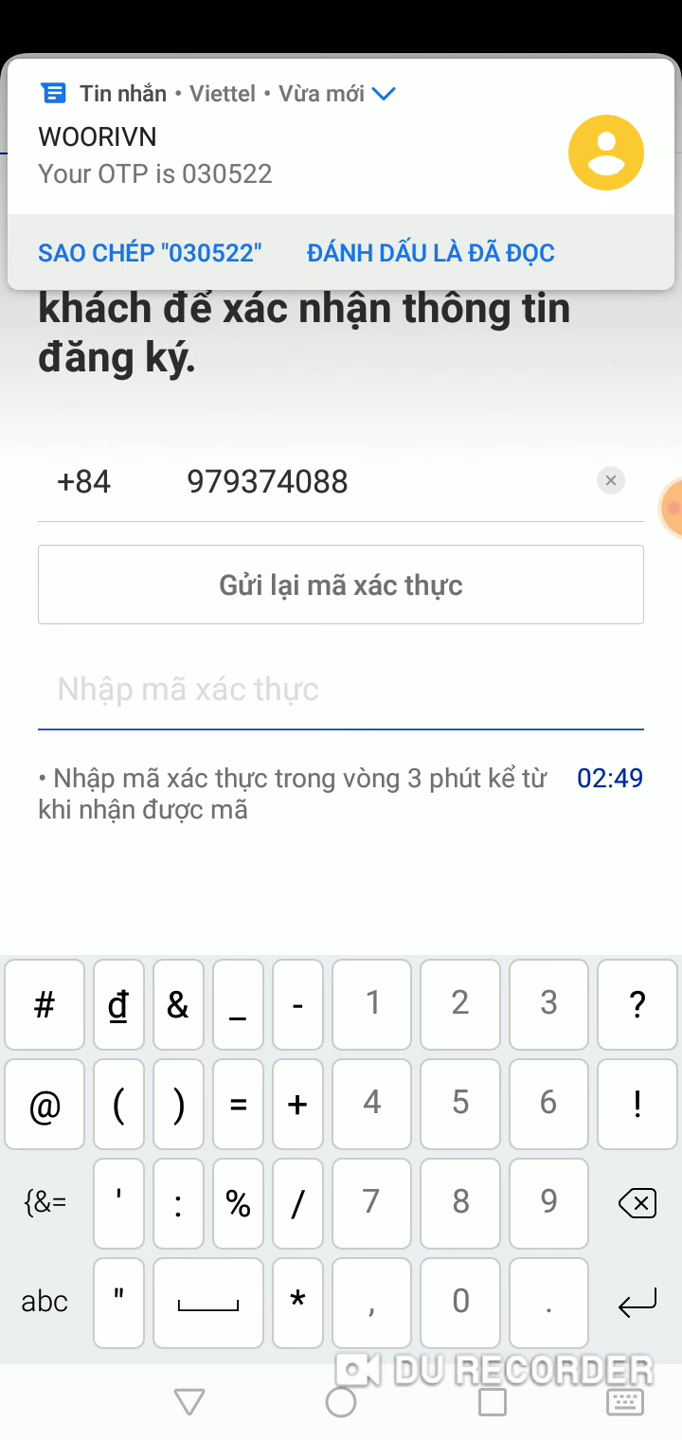 Tin nhắn • Viettel • Vừa mới
WOORIVN
Your OTP is 030522
SAO CHÉP "030522" ĐÁNH DẤU LÀ ĐÃ ĐỌC
khách để xác nhận thông tin
đăng ký.
+84 979374088
Gửi lại mã xác thực
Nhập mã xác thực
• Nhập mã xác thực trong vòng 3 phút kể từ 02:49
khi nhận được mã
# đ & _ - 1 2 3 ?
@ ( ) = + 4 5 6 !
{&= ' : % / 7 8 9
abc " * , 0 .
DU RECORDER